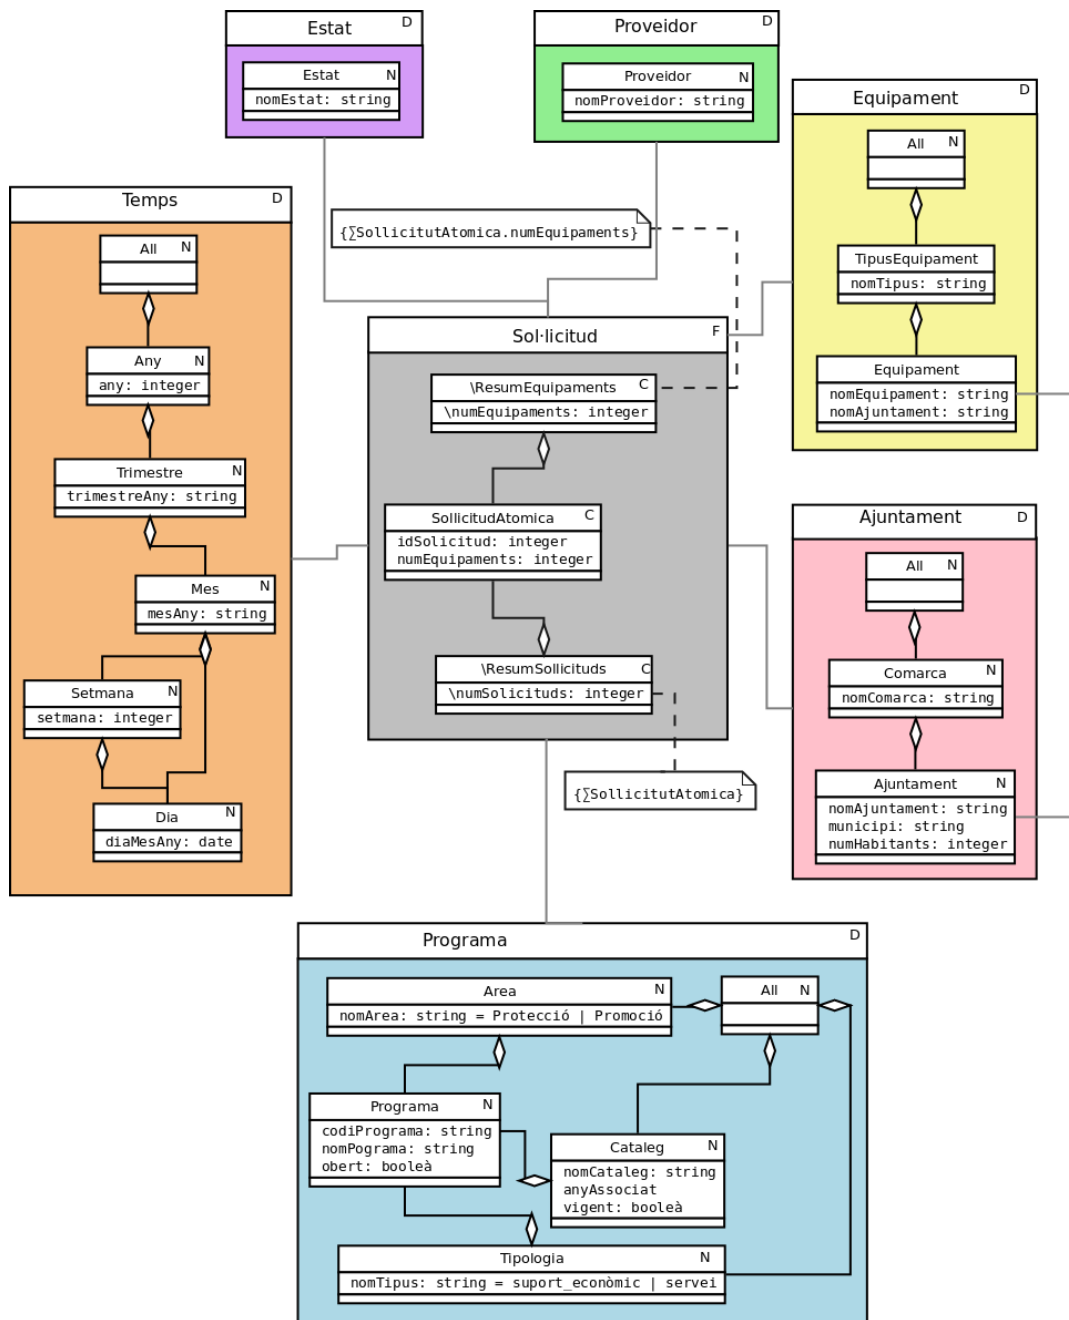 Estat D
Estat N
nomEstat: string
Proveidor D
Proveidor N
nomProveidor: string
Equipament D
All N
TipusEquipament
nomTipus: string
Equipament
nomEquipament: string
nomAjuntament: string
Temps D
All N
Any N
any: integer
Trimestre N
trimestreAny: string
Mes N
mesAny: string
Setmana N
setmana: integer
Dia N
diaMesAny: date
{∑SollicitutAtomica.numEquipaments}
Sol·licitud F
\ResumEquipaments C
\numEquipaments: integer
SollicitudAtomica C
idSolicitud: integer
numEquipaments: integer
\ResumSollicituds C
\numSolicituds: integer
{∑SollicitutAtomica}
Ajuntament D
All N
Comarca N
nomComarca: string
Ajuntament N
nomAjuntament: string
municipi: string
numHabitants: integer
Programa D
Area N
nomArea: string = Protecció | Promoció
All N
Programa N
codiPrograma: string
nomPograma: string
obert: booleà
Cataleg N
nomCataleg: string
anyAssociat
vigent: booleà
Tipologia N
nomTipus: string = suport_econòmic | servei